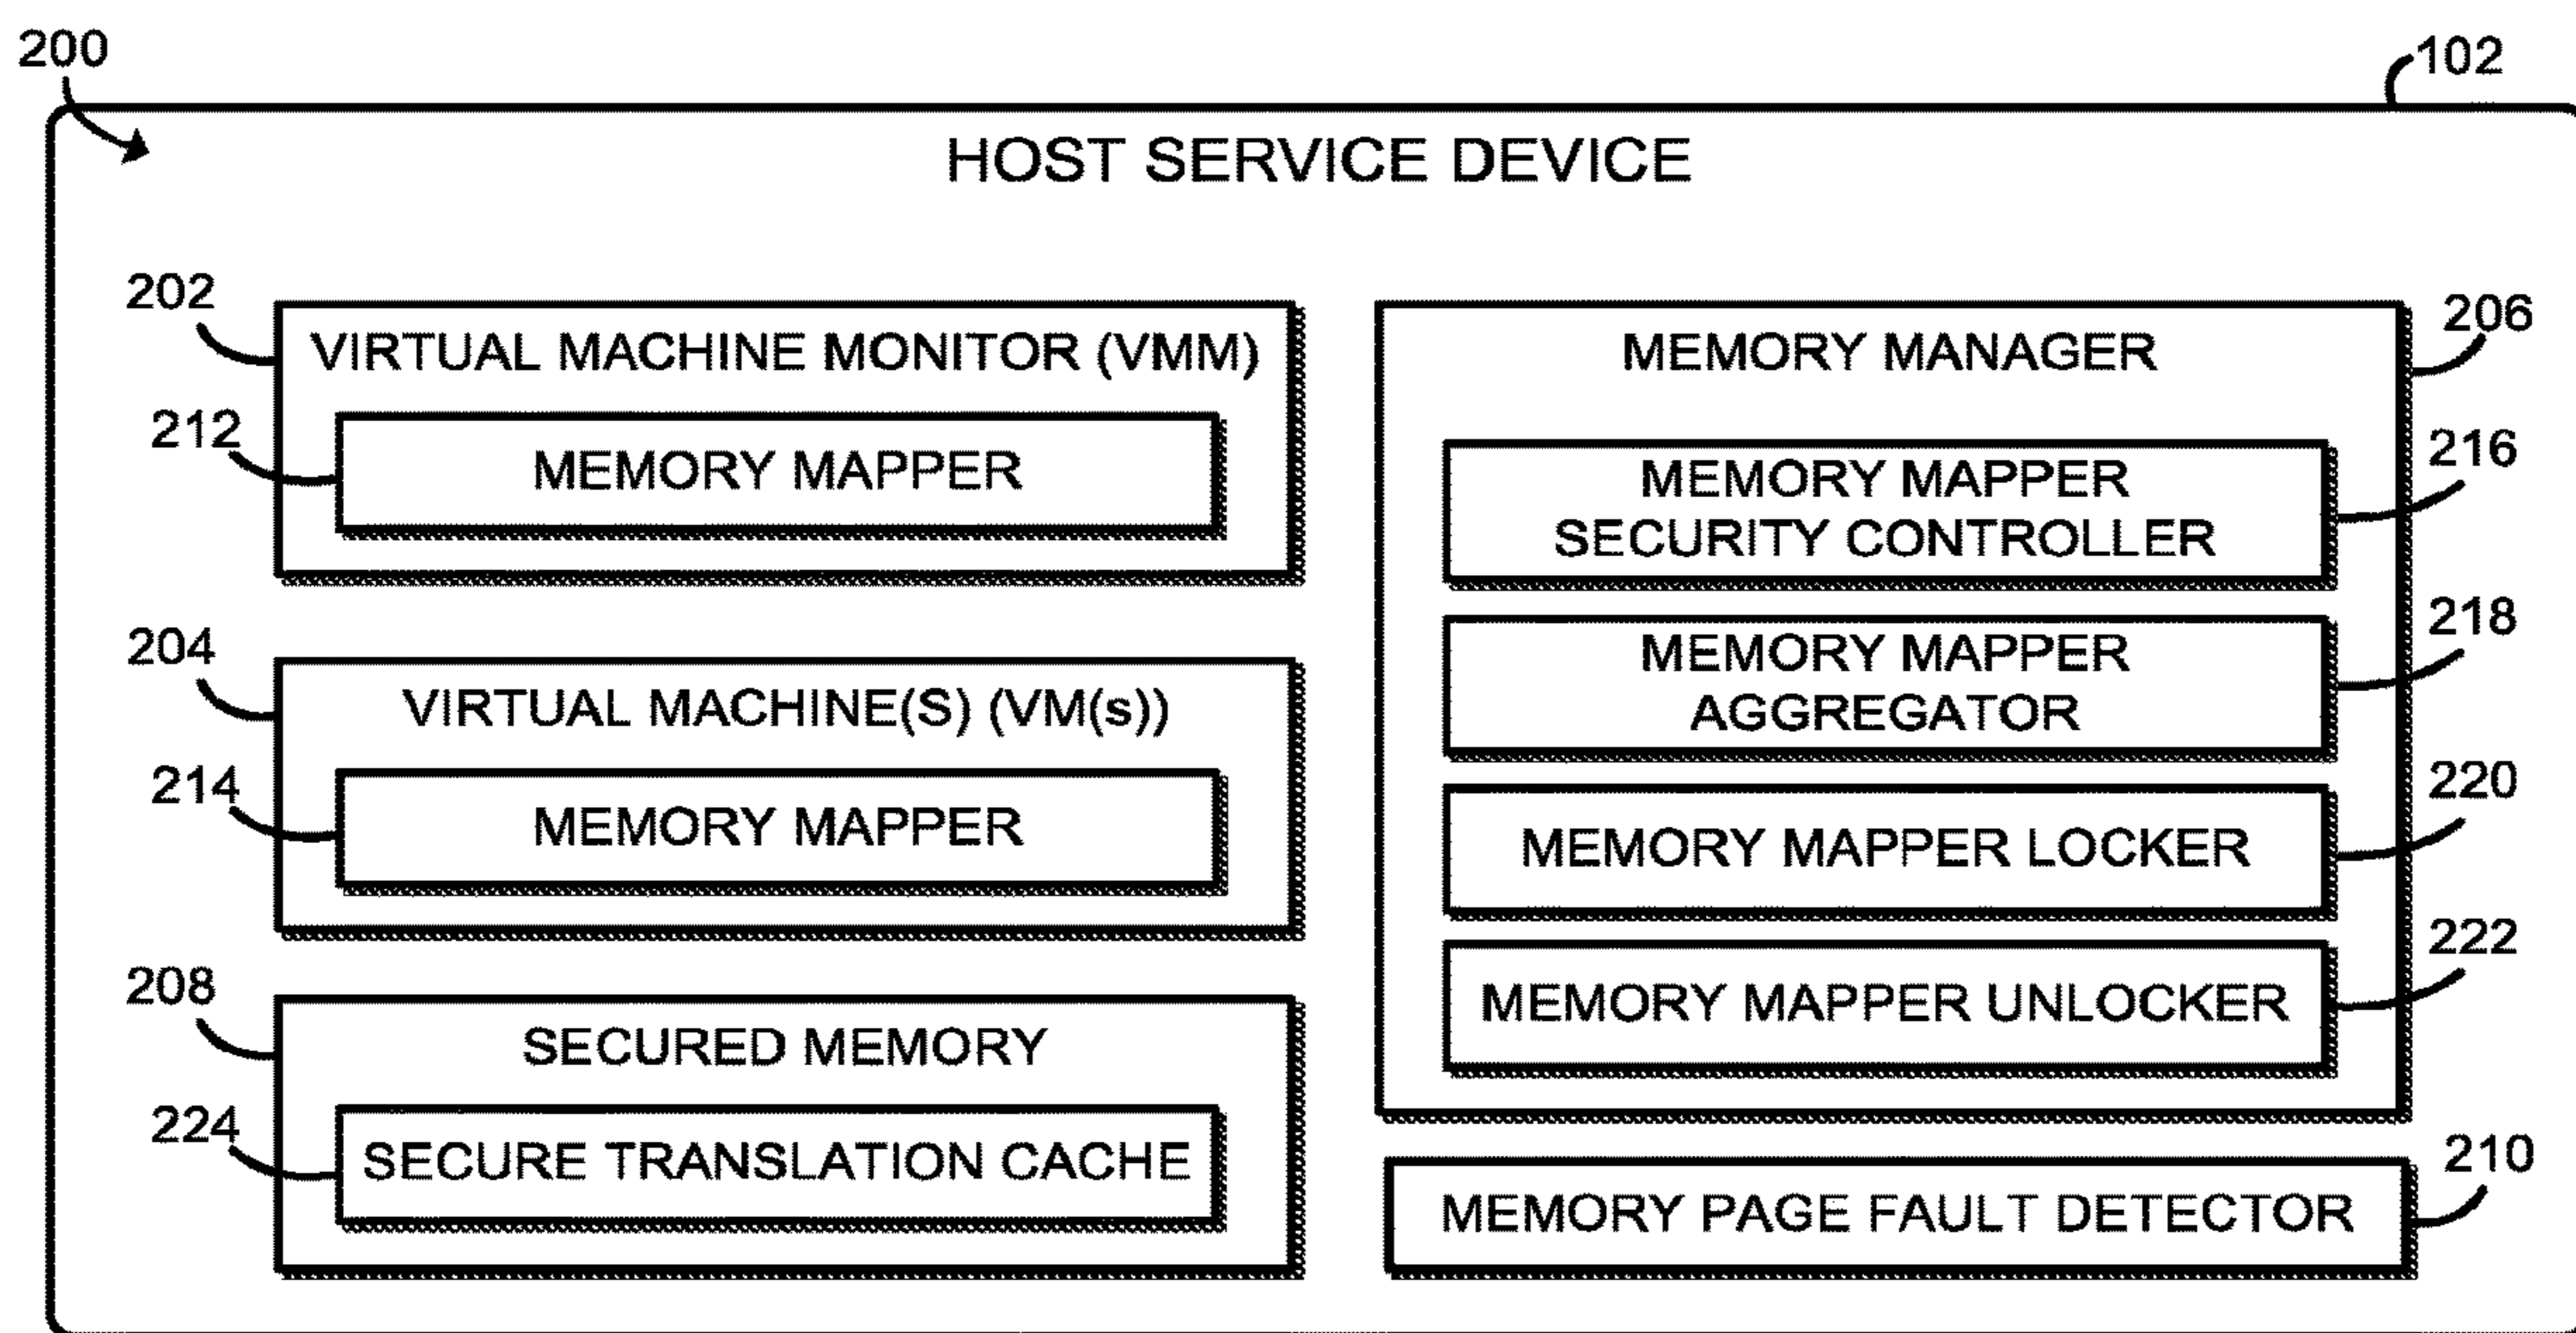 200
102
HOST SERVICE DEVICE
202
VIRTUAL MACHINE MONITOR (VMM)
212
MEMORY MAPPER
204
VIRTUAL MACHINE(S) (VM(s))
214
MEMORY MAPPER
208
SECURED MEMORY
224
SECURE TRANSLATION CACHE
206
MEMORY MANAGER
216
MEMORY MAPPER
SECURITY CONTROLLER
218
MEMORY MAPPER
AGGREGATOR
220
MEMORY MAPPER LOCKER
222
MEMORY MAPPER UNLOCKER
210
MEMORY PAGE FAULT DETECTOR